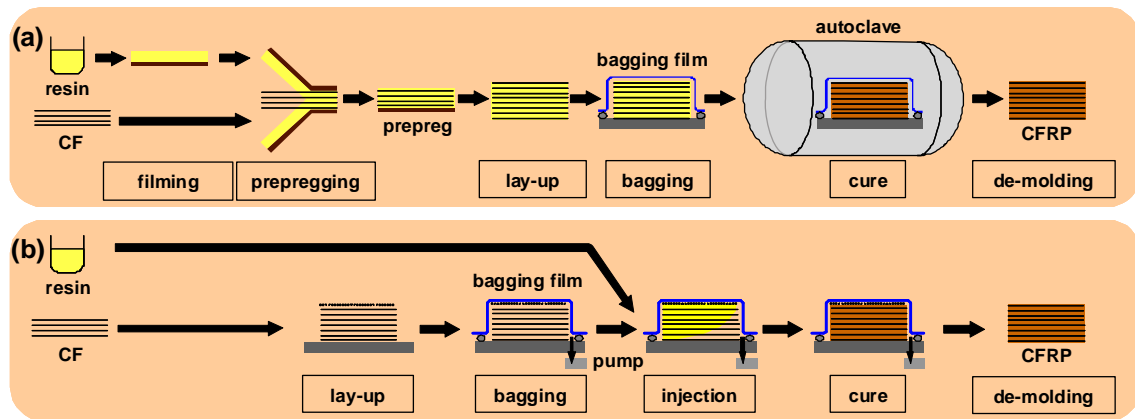 (a)
resin
CF
prepreg
bagging film
autoclave
CFRP
filming
prepregging
lay-up
bagging
cure
de-molding
(b)
resin
CF
bagging film
pump
CFRP
lay-up
bagging
injection
cure
de-molding